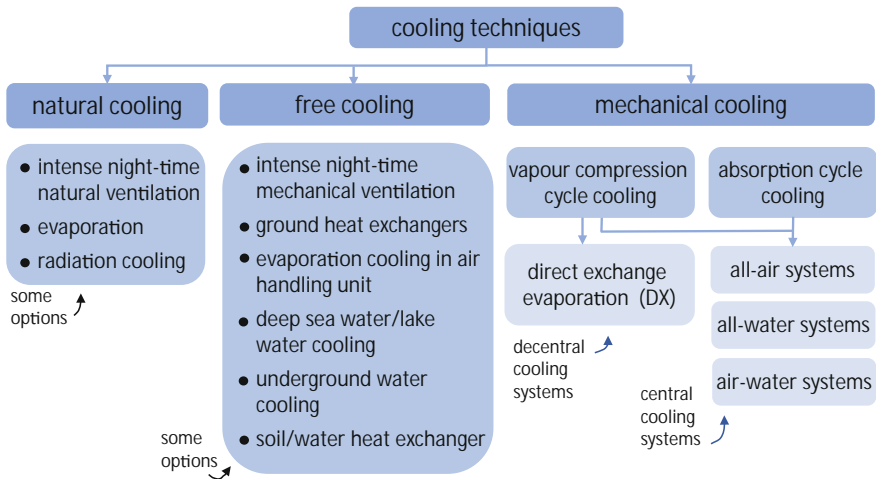 cooling techniques
natural cooling
free cooling
mechanical cooling
● intense night-time
natural ventilation
● evaporation
● radiation cooling
some
options
● intense night-time
mechanical ventilation
● ground heat exchangers
● evaporation cooling in air
handling unit
● deep sea water/lake
water cooling
● underground water
cooling
● soil/water heat exchanger
some
options
vapour compression
cycle cooling
absorption cycle
cooling
direct exchange
evaporation (DX)
decentral
cooling
systems
all-air systems
all-water systems
air-water systems
central
cooling
systems